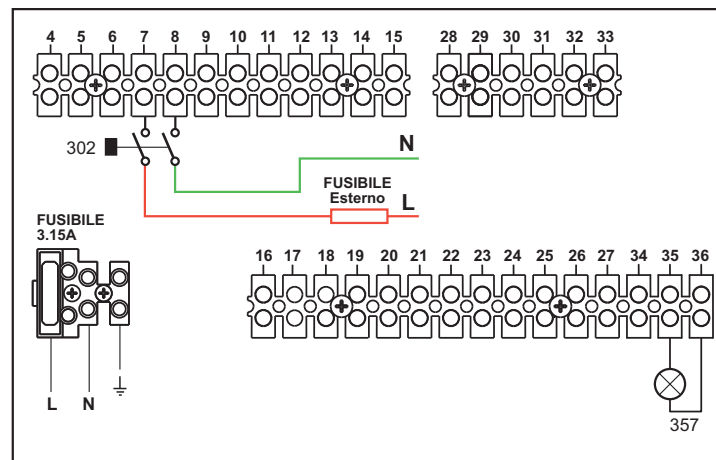 4 5 6 7 8 9 10 11 12 13 14 15 28 29 30 31 32 33
302
N
FUSIBILE
Esterno
L
FUSIBILE
3.15A
16 17 18 19 20 21 22 23 24 25 26 27 34 35 36
L N
357